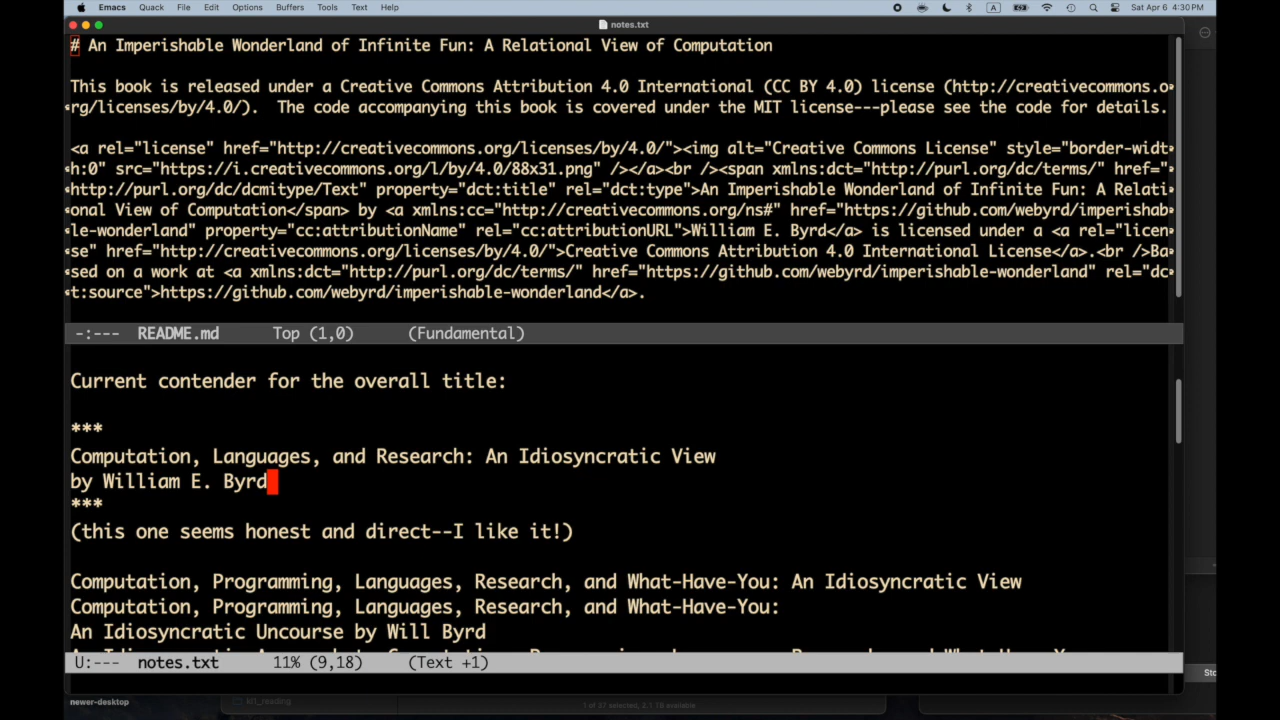 Emacs Quack File Edit Options Buffers Tools Text Help A Sat Apr 6 4:30 PM
notes.txt
# An Imperishable Wonderland of Infinite Fun: A Relational View of Computation
This book is released under a Creative Commons Attribution 4.0 International (CC BY 4.0) license (http://creativecommons.o
rg/licenses/by/4.0/).  The code accompanying this book is covered under the MIT license---please see the code for details.
<a rel="license" href="http://creativecommons.org/licenses/by/4.0/"><img alt="Creative Commons License" style="border-widt
h:0" src="https://i.creativecommons.org/l/by/4.0/88x31.png" /></a><br /><span xmlns:dct="http://purl.org/dc/terms/" href="
http://purl.org/dc/dcmitype/Text" property="dct:title" rel="dct:type">An Imperishable Wonderland of Infinite Fun: A Relati
onal View of Computation</span> by <a xmlns:cc="http://creativecommons.org/ns#" href="https://github.com/webyrd/imperishab
le-wonderland" property="cc:attributionName" rel="cc:attributionURL">William E. Byrd</a> is licensed under a <a rel="licen
se" href="http://creativecommons.org/licenses/by/4.0/">Creative Commons Attribution 4.0 International License</a>.<br />Ba
sed on a work at <a xmlns:dct="http://purl.org/dc/terms/" href="https://github.com/webyrd/imperishable-wonderland" rel="dc
t:source">https://github.com/webyrd/imperishable-wonderland</a>.
-:--- README.md Top (1,0) (Fundamental)
Current contender for the overall title:
***
Computation, Languages, and Research: An Idiosyncratic View
by William E. Byrd
***
(this one seems honest and direct--I like it!)
Computation, Programming, Languages, Research, and What-Have-You: An Idiosyncratic View
Computation, Programming, Languages, Research, and What-Have-You:
An Idiosyncratic Uncourse by Will Byrd
U:--- notes.txt 11% (9,18) (Text +1)
Sto
newer-desktop kf1_reading 1 of 37 selected, 2.1 TB available